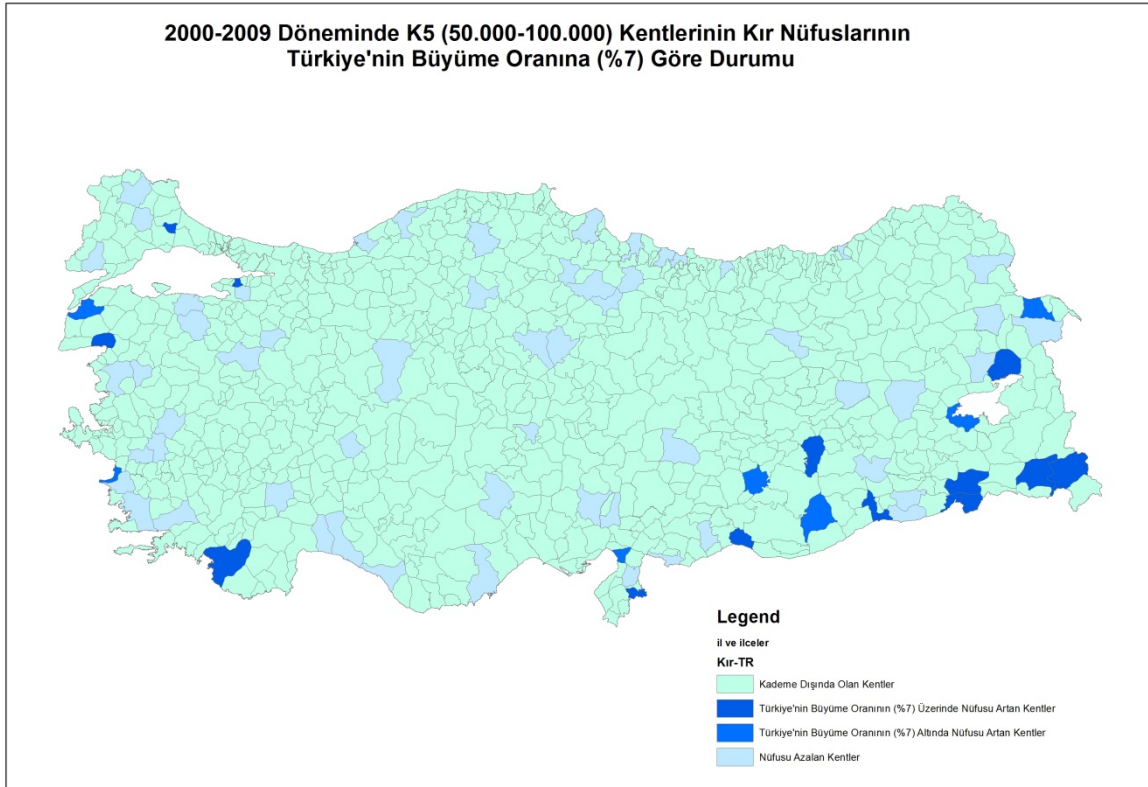 2000-2009 Döneminde K5 (50.000-100.000) Kentlerinin Kır Nüfuslarının
Türkiye'nin Büyüme Oranına (%7) Göre Durumu
Legend
il ve ilceler
Kır-TR
Kademe Dışında Olan Kentler
Türkiye'nin Büyüme Oranının (%7) Üzerinde Nüfusu Artan Kentler
Türkiye'nin Büyüme Oranının (%7) Altında Nüfusu Artan Kentler
Nüfusu Azalan Kentler